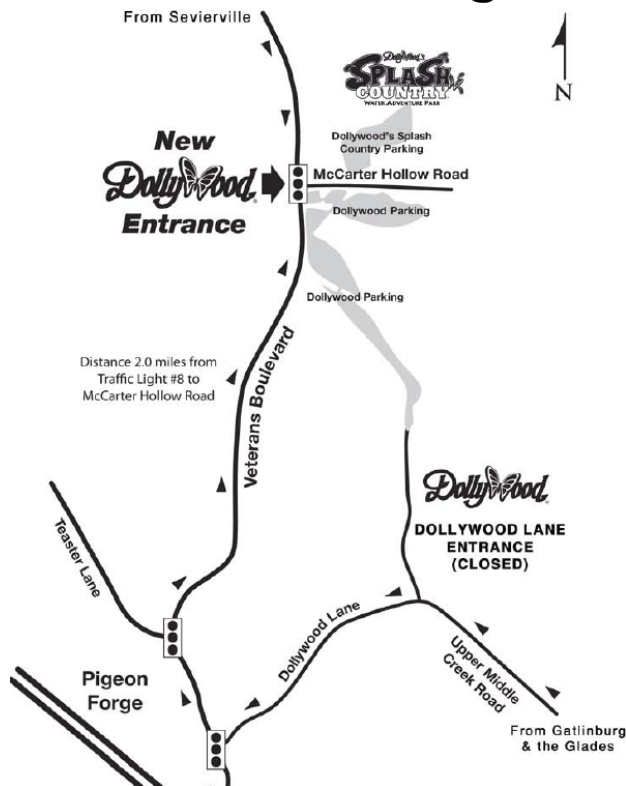 From Sevierville
N
Dollywood's
SPLASH
COUNTRY
WATER ADVENTURE PARK
Dollywood's Splash
Country Parking
New
Dollywood
Entrance
McCarter Hollow Road
Dollywood Parking
Dollywood Parking
Distance 2.0 miles from
Traffic Light #8 to
McCarter Hollow Road
Veterans Boulevard
Teaster Lane
Dollywood
DOLLYWOOD LANE
ENTRANCE
(CLOSED)
Dollywood Lane
Upper Middle
Creek Road
Pigeon
Forge
From Gatlinburg
& the Glades